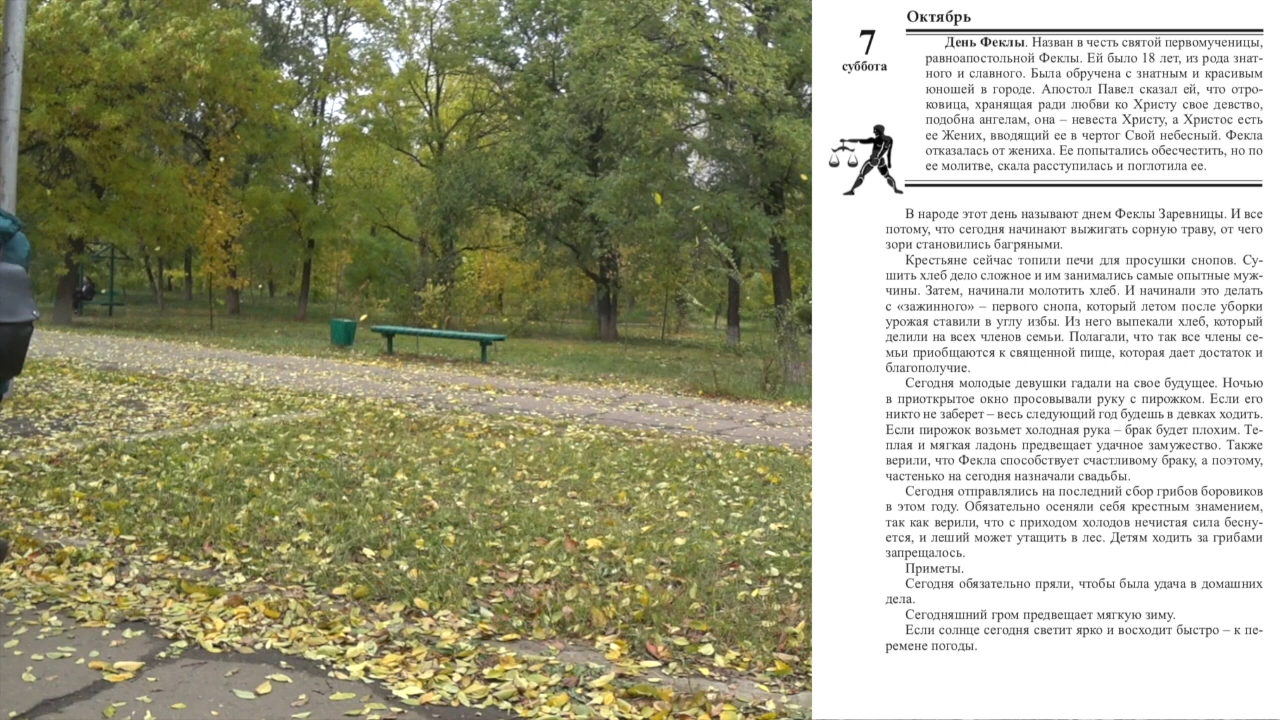 Октябрь
7
суббота
День Феклы. Назван в честь святой первомученицы,
равноапостольной Феклы. Ей было 18 лет, из рода знат-
ного и славного. Была обручена с знатным и красивым
юношей в городе. Апостол Павел сказал ей, что отро-
ковица, хранящая ради любви ко Христу свое девство,
подобна ангелам, она – невеста Христу, а Христос есть
ее Жених, вводящий ее в чертог Свой небесный. Фекла
отказалась от жениха. Ее попытались обесчестить, но по
ее молитве, скала расступилась и поглотила ее.
В народе этот день называют днем Феклы Заревницы. И все
потому, что сегодня начинают выжигать сорную траву, от чего
зори становились багряными.
Крестьяне сейчас топили печи для просушки снопов. Су-
шить хлеб дело сложное и им занимались самые опытные муж-
чины. Затем, начинали молотить хлеб. И начинали это делать
с «зажинного» – первого снопа, который летом после уборки
урожая ставили в углу избы. Из него выпекали хлеб, который
делили на всех членов семьи. Полагали, что так все члены се-
мьи приобщаются к священной пище, которая дает достаток и
благополучие.
Сегодня молодые девушки гадали на свое будущее. Ночью
в приоткрытое окно просовывали руку с пирожком. Если его
никто не заберет – весь следующий год будешь в девках ходить.
Если пирожок возьмет холодная рука – брак будет плохим. Те-
плая и мягкая ладонь предвещает удачное замужество. Также
верили, что Фекла способствует счастливому браку, а поэтому,
частенько на сегодня назначали свадьбы.
Сегодня отправлялись на последний сбор грибов боровиков
в этом году. Обязательно осеняли себя крестным знамением,
так как верили, что с приходом холодов нечистая сила бесну-
ется, и леший может утащить в лес. Детям ходить за грибами
запрещалось.
Приметы.
Сегодня обязательно пряли, чтобы была удача в домашних
дела.
Сегодняшний гром предвещает мягкую зиму.
Если солнце сегодня светит ярко и восходит быстро – к пе-
ремене погоды.